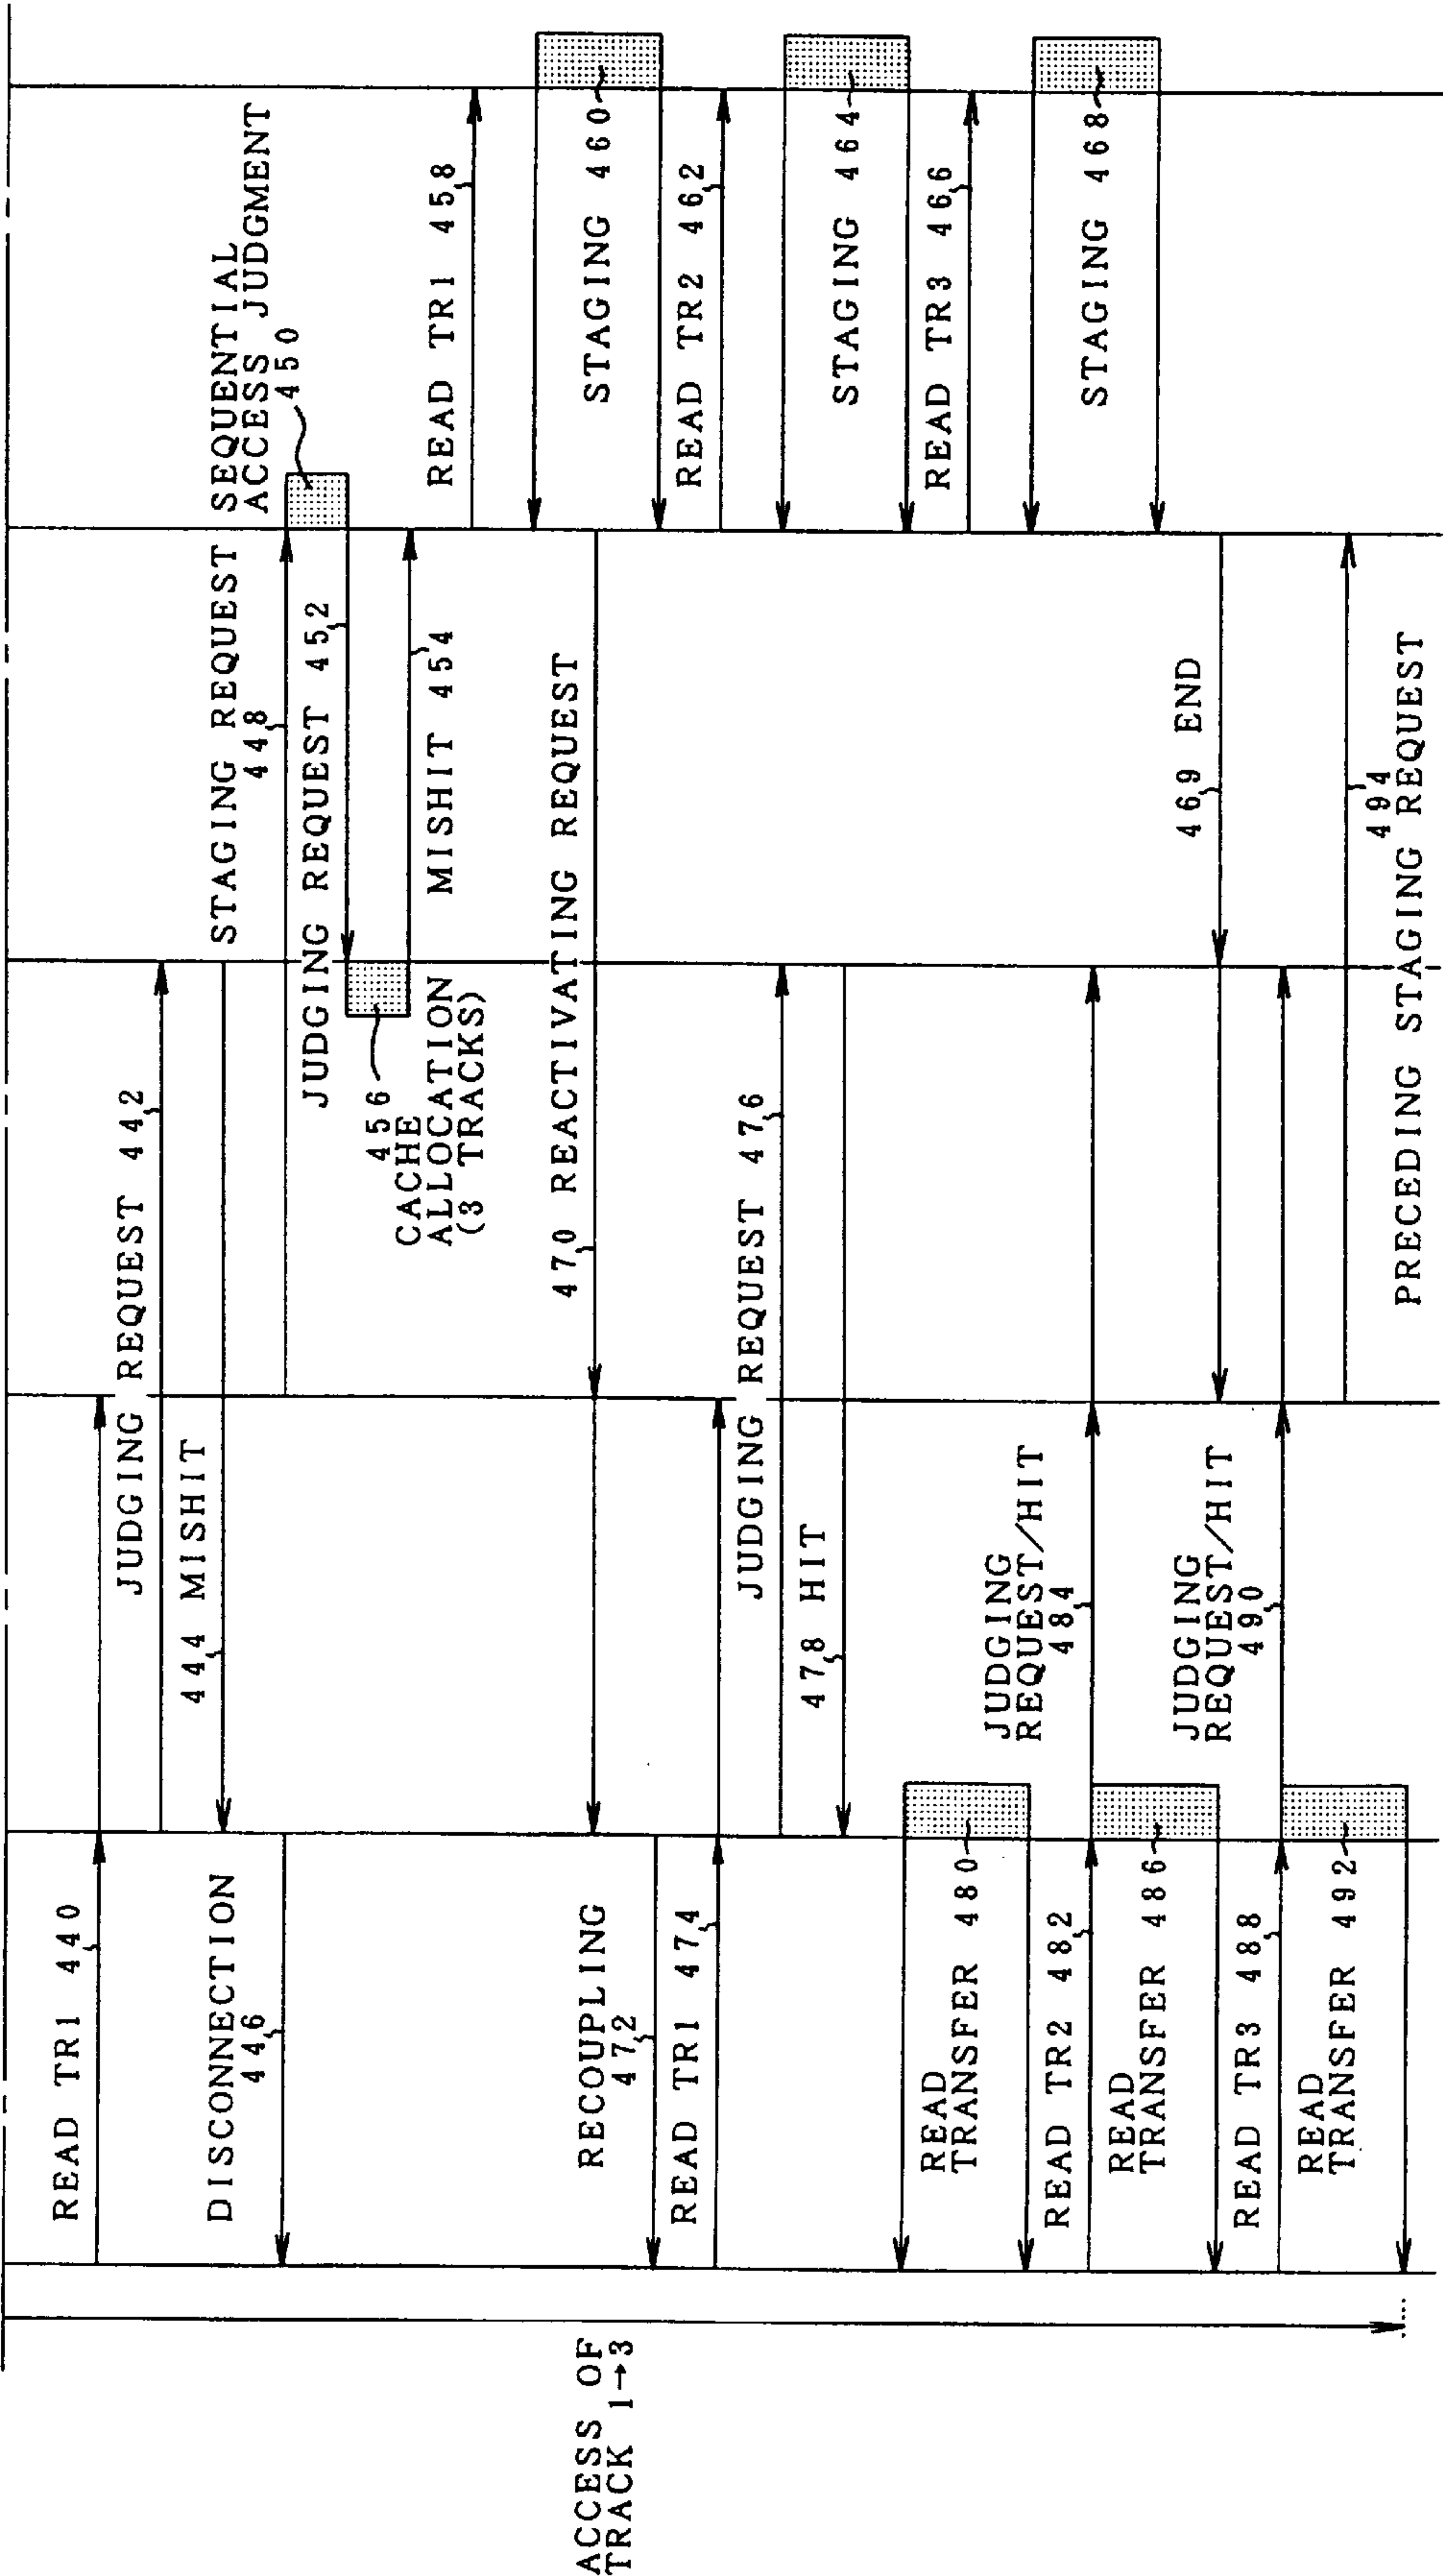 ACCESS OF
TRACK 1→3
READ TR1 440
JUDGING REQUEST 442
444 MISHIT
DISCONNECTION
446
STAGING REQUEST
448
SEQUENTIAL
ACCESS JUDGMENT
450
JUDGING REQUEST 452
MISHIT 454
456
CACHE
ALLOCATION
(3 TRACKS)
READ TR1 458
STAGING 460
470 REACTIVATING REQUEST
RECOUPLING
472
READ TR1 474
READ TR2 462
JUDGING REQUEST 476
478 HIT
STAGING 464
READ
TRANSFER 480
READ TR3 466
READ TR2 482
JUDGING
REQUEST/HIT
484
STAGING 468
READ
TRANSFER 486
469 END
READ TR3 488
JUDGING
REQUEST/HIT
490
READ
TRANSFER 492
494
PRECEDING STAGING REQUEST